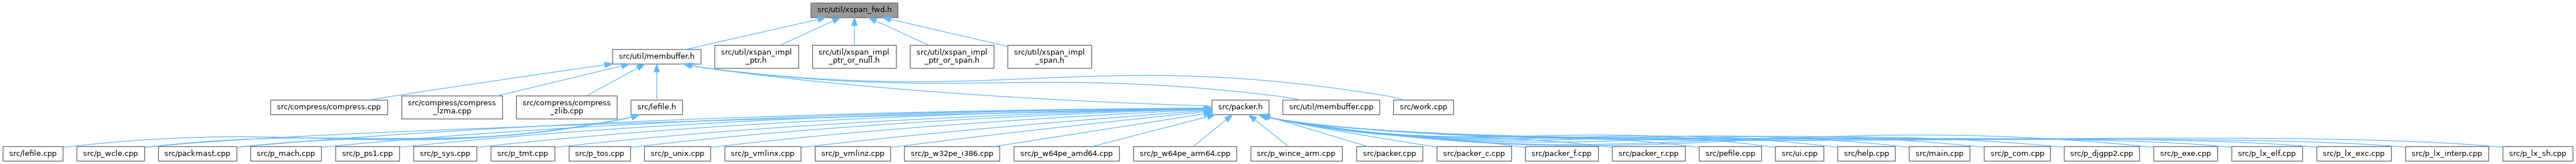 src/util/xspan_fwd.h
src/util/membuffer.h
src/util/xspan_impl
_ptr.h
src/util/xspan_impl
_ptr_or_null.h
src/util/xspan_impl
_ptr_or_span.h
src/util/xspan_impl
_span.h
src/compress/compress.cpp
src/compress/compress
_lzma.cpp
src/compress/compress
_zlib.cpp
src/lefile.h
src/packer.h
src/util/membuffer.cpp
src/work.cpp
src/lefile.cpp
src/p_wcle.cpp
src/packmast.cpp
src/p_mach.cpp
src/p_ps1.cpp
src/p_sys.cpp
src/p_tmt.cpp
src/p_tos.cpp
src/p_unix.cpp
src/p_vmlinx.cpp
src/p_vmlinz.cpp
src/p_w32pe_i386.cpp
src/p_w64pe_amd64.cpp
src/p_w64pe_arm64.cpp
src/p_wince_arm.cpp
src/packer.cpp
src/packer_c.cpp
src/packer_f.cpp
src/packer_r.cpp
src/pefile.cpp
src/ui.cpp
src/help.cpp
src/main.cpp
src/p_com.cpp
src/p_djgpp2.cpp
src/p_exe.cpp
src/p_lx_elf.cpp
src/p_lx_exc.cpp
src/p_lx_interp.cpp
src/p_lx_sh.cpp